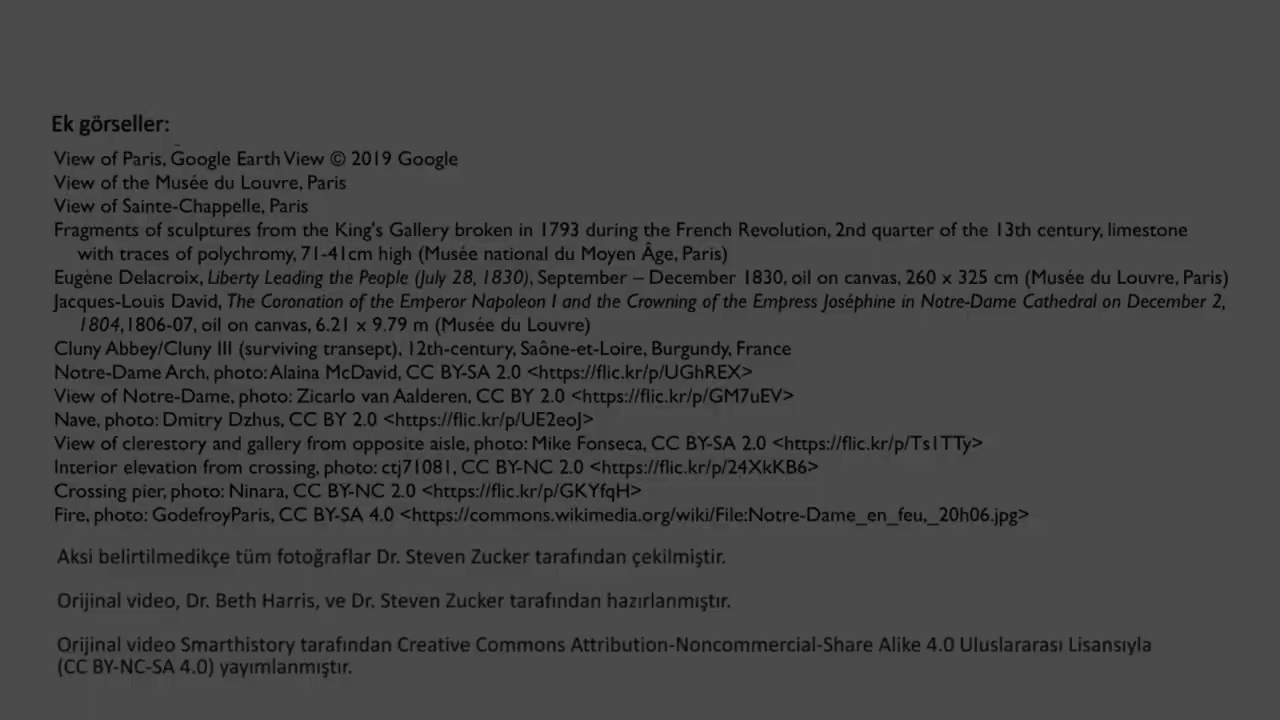 Ek görseller:
View of Paris, Google Earth View © 2019 Google
View of the Musée du Louvre, Paris
View of Sainte-Chappelle, Paris
Fragments of sculptures from the King's Gallery broken in 1793 during the French Revolution, 2nd quarter of the 13th century, limestone
with traces of polychromy, 71-41cm high (Musée national du Moyen Âge, Paris)
Eugène Delacroix, Liberty Leading the People (July 28, 1830), September – December 1830, oil on canvas, 260 x 325 cm (Musée du Louvre, Paris)
Jacques-Louis David, The Coronation of the Emperor Napoleon I and the Crowning of the Empress Joséphine in Notre-Dame Cathedral on December 2,
1804,1806-07, oil on canvas, 6.21 x 9.79 m (Musée du Louvre)
Cluny Abbey/Cluny III (surviving transept), 12th-century, Saône-et-Loire, Burgundy, France
Notre-Dame Arch, photo: Alaina McDavid, CC BY-SA 2.0 <https://flic.kr/p/UGhREX>
View of Notre-Dame, photo: Zicarlo van Aalderen, CC BY 2.0 <https://flic.kr/p/GM7uEV>
Nave, photo: Dmitry Dzhus, CC BY 2.0 <https://flic.kr/p/UE2eoJ>
View of clerestory and gallery from opposite aisle, photo: Mike Fonseca, CC BY-SA 2.0 <https://flic.kr/p/Ts1TTy>
Interior elevation from crossing, photo: ctj71081, CC BY-NC 2.0 <https://flic.kr/p/24XkKB6>
Crossing pier, photo: Ninara, CC BY-NC 2.0 <https://flic.kr/p/GKYfqH>
Fire, photo: GodefroyParis, CC BY-SA 4.0 <https://commons.wikimedia.org/wiki/File:Notre-Dame_en_feu,_20h06.jpg>
Aksi belirtilmedikçe tüm fotoğraflar Dr. Steven Zucker tarafından çekilmiştir.
Orijinal video, Dr. Beth Harris, ve Dr. Steven Zucker tarafından hazırlanmıştır.
Orijinal video Smarthistory tarafından Creative Commons Attribution-Noncommercial-Share Alike 4.0 Uluslararası Lisansıyla
(CC BY-NC-SA 4.0) yayımlanmıştır.